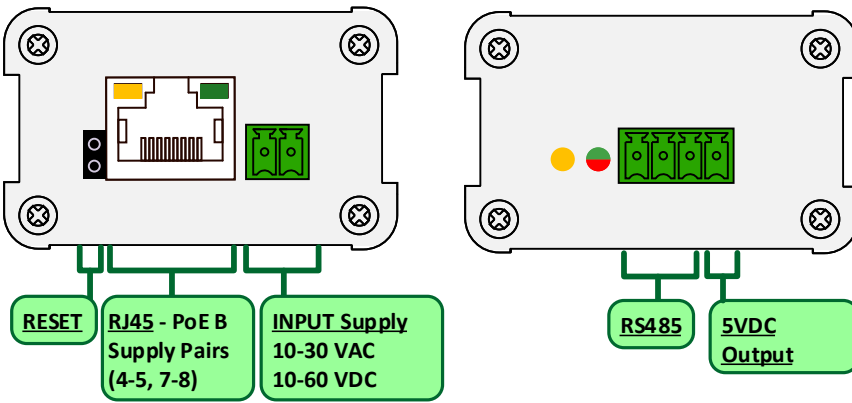 RESET
RJ45 - PoE B
Supply Pairs
(4-5, 7-8)
INPUT Supply
10-30 VAC
10-60 VDC
RS485
5VDC
Output